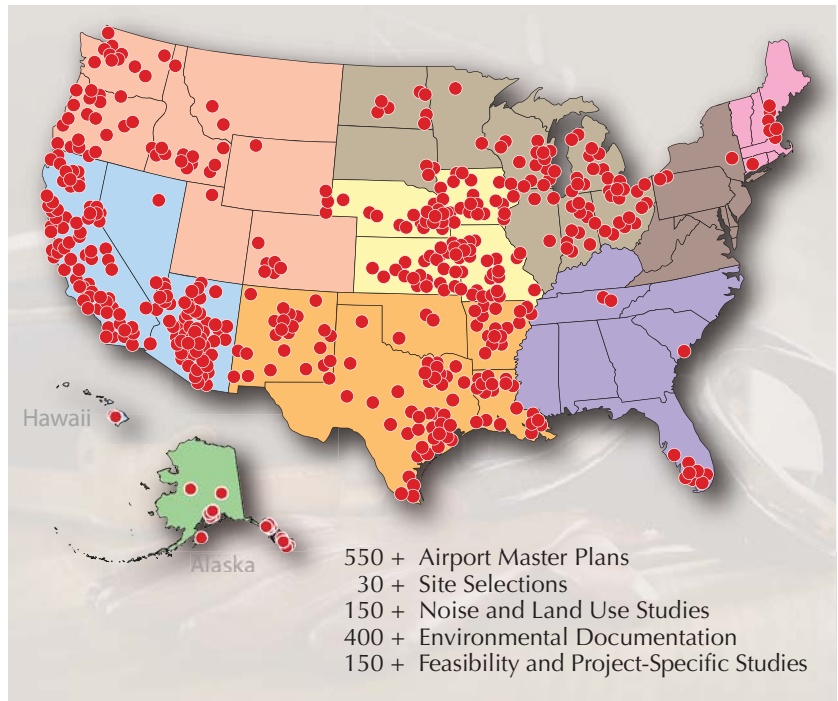 Hawaii
Alaska
550 + Airport Master Plans
30 + Site Selections
150 + Noise and Land Use Studies
400 + Environmental Documentation
150 + Feasibility and Project-Specific Studies